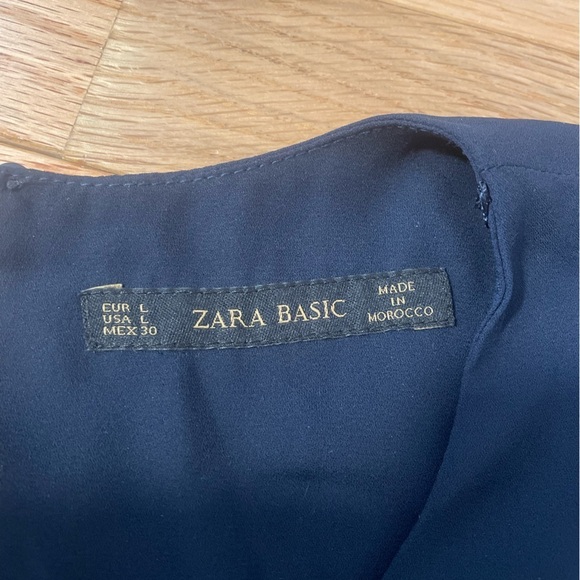 EUR L
USA L
MEX 30
ZARA BASIC
MADE
IN
MOROCCO